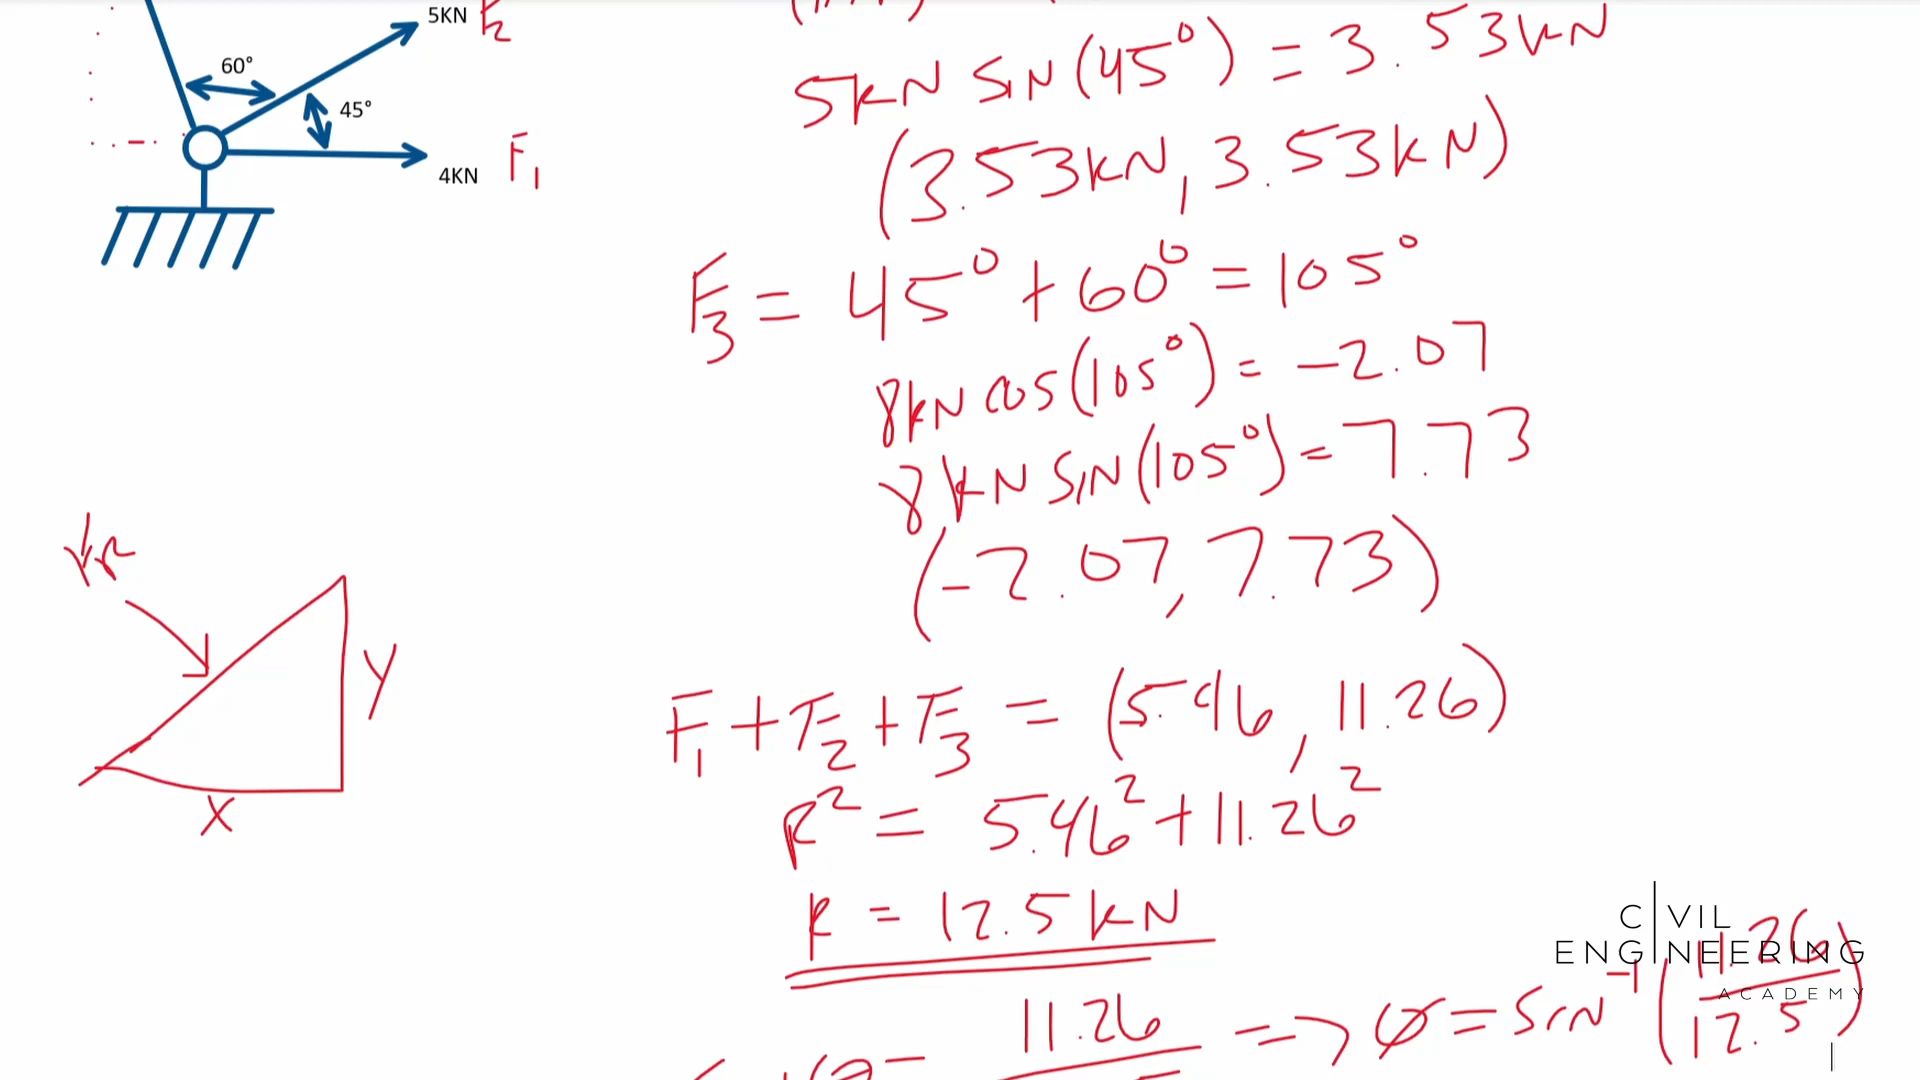 5KN F2
60°
45°
4KN F1
5KN SIN(45°) = 3.53KN
(3.53KN, 3.53KN)
F3 = 45° + 60° = 105°
8KN COS(105°) = -2.07
8KN SIN(105°) = 7.73
(-2.07, 7.73)
y
x
F1 + F2 + F3 = (5.46, 11.26)
R² = 5.46² + 11.26²
R = 12.5KN
11.26 => Ø = SIN⁻¹(11.26/12.5)
CIVIL
ENGINEERING
ACADEMY